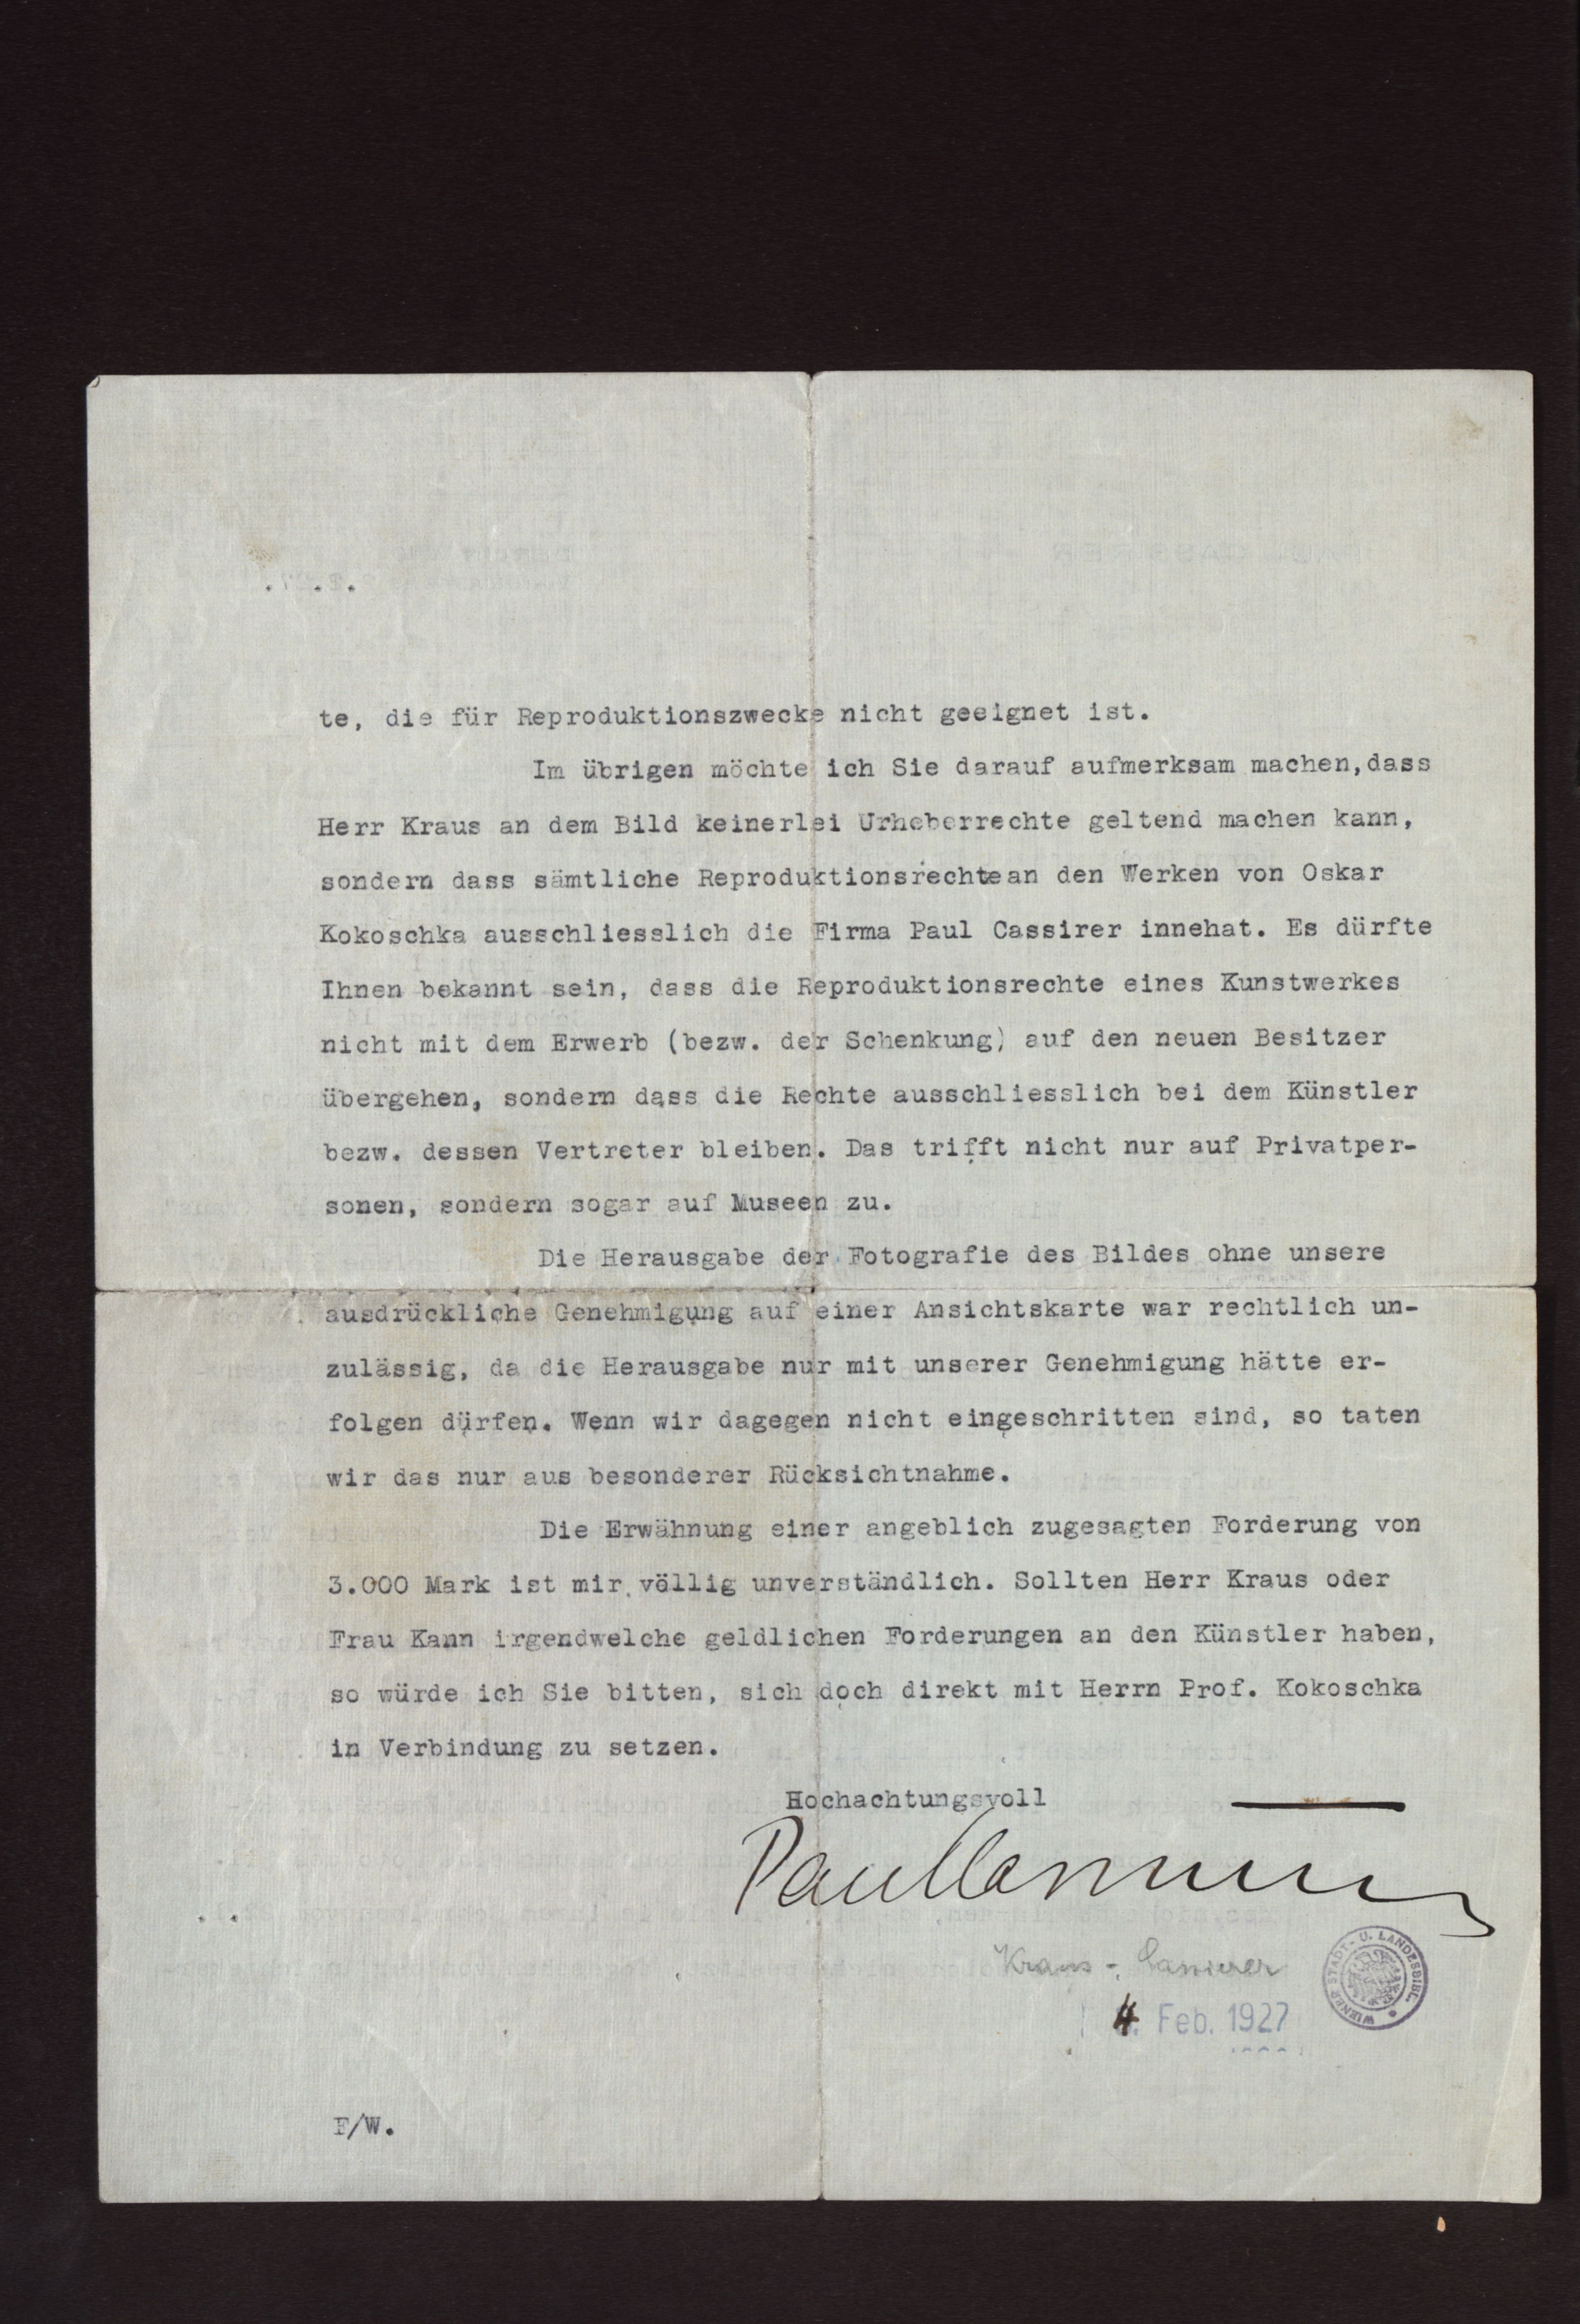 te, die für Reproduktionszwecke nicht geeignet ist.
Im übrigen möchte ich Sie darauf aufmerksam machen,dass
Herr Kraus an dem Bild keinerlei Urheberrechte geltend machen kann,
sondern dass sämtliche Reproduktionsrechtean den Werken von Oskar
Kokoschka ausschliesslich die Firma Paul Cassirer innehat. Es dürfte
Ihnen bekannt sein, dass die Reproduktionsrechte eines Kunstwerkes
nicht mit dem Erwerb (bezw. der Schenkung) auf den neuen Besitzer
übergehen, sondern dass die Rechte ausschliesslich bei dem Künstler
bezw. dessen Vertreter bleiben. Das trifft nicht nur auf Privatper-
sonen, sondern sogar auf Museen zu.
Die Herausgabe der Fotografie des Bildes ohne unsere
ausdrückliche Genehmigung auf einer Ansichtskarte war rechtlich un-
zulässig, da die Herausgabe nur mit unserer Genehmigung hätte er-
folgen dürfen. Wenn wir dagegen nicht eingeschritten sind, so taten
wir das nur aus besonderer Rücksichtnahme.
Die Erwähnung einer angeblich zugesagten Forderung von
3.000 Mark ist mir völlig unverständlich. Sollten Herr Kraus oder
Frau Kann irgendwelche geldlichen Forderungen an den Künstler haben,
so würde ich Sie bitten, sich doch direkt mit Herrn Prof. Kokoschka
in Verbindung zu setzen.
Hochachtungsvoll
Paul Cassirer
Kraus - Cassierer
4. Feb. 1927
WIENER STADT- U. LANDESBIBL.
F/W.